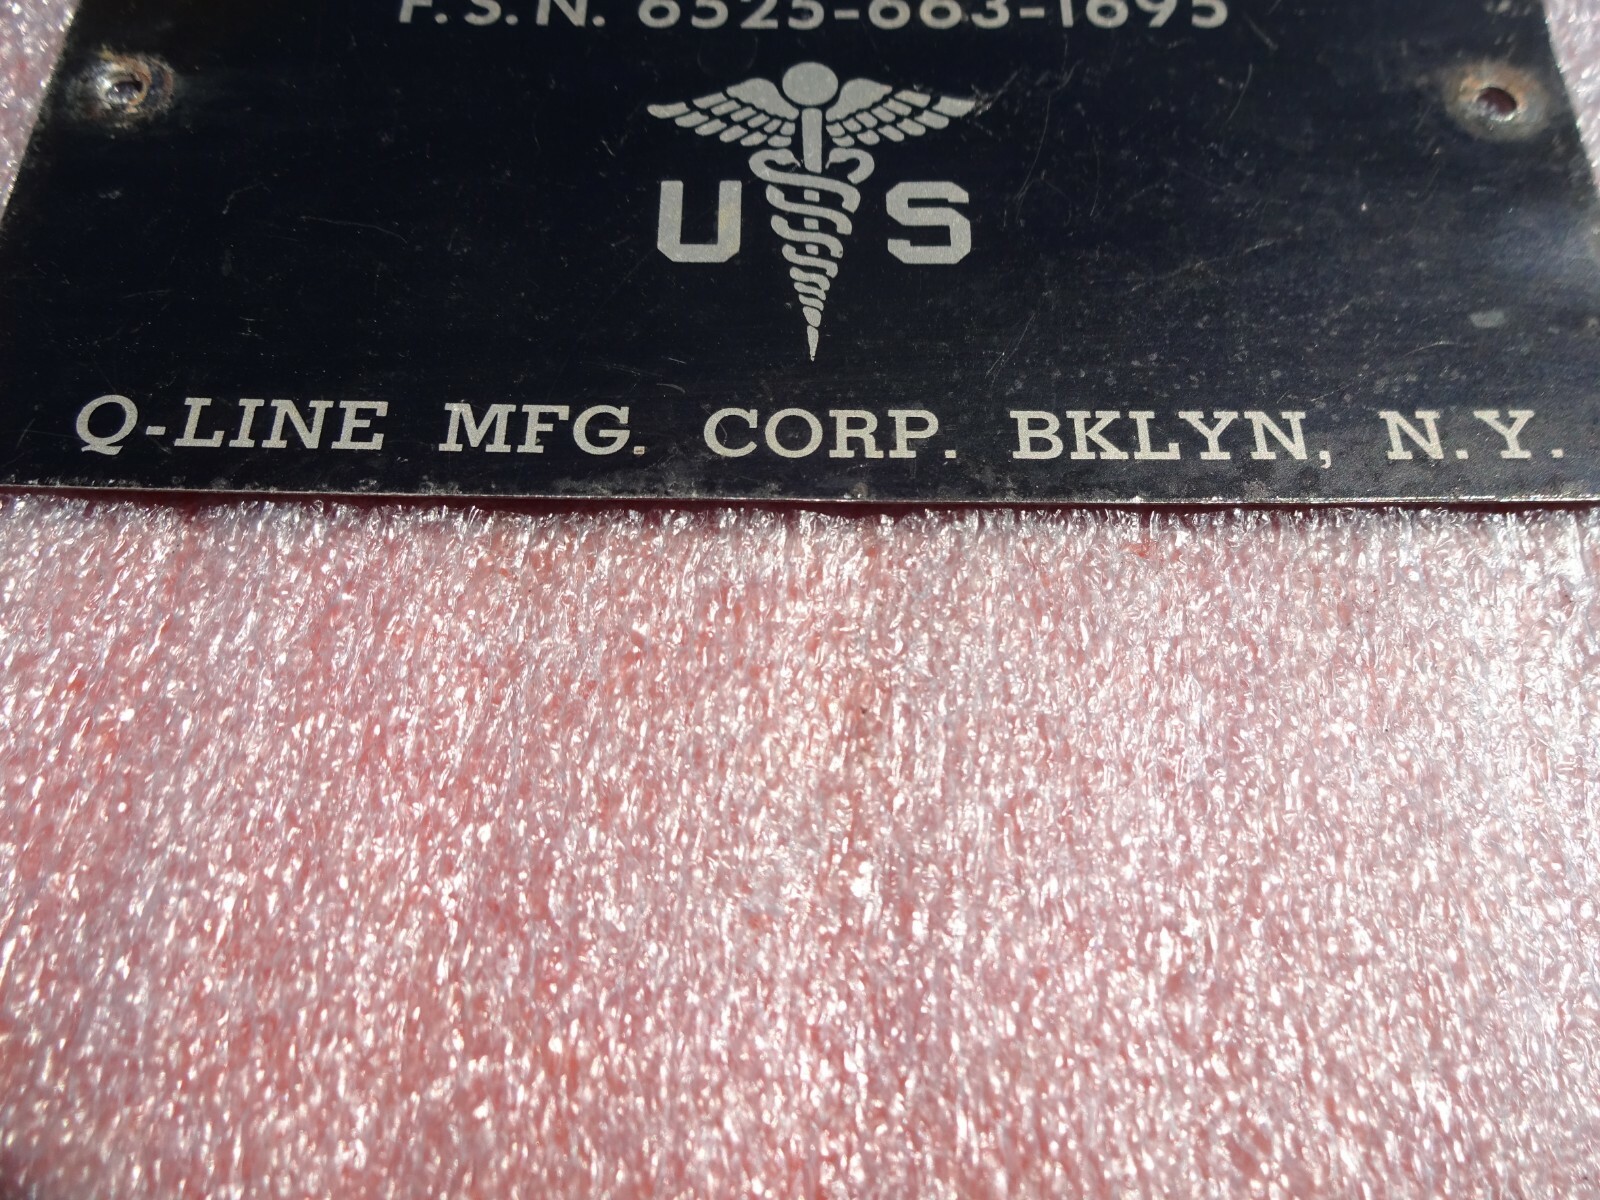 F.S.N. 6525-663-1695
U S
Q-LINE MFG. CORP. BKLYN, N.Y.